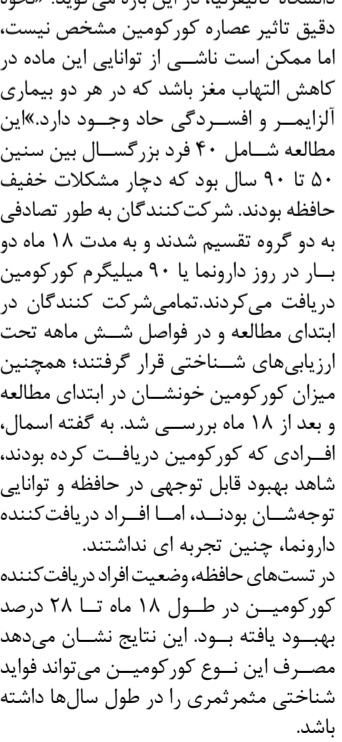 دانشگاه کالیفرنیا، در این باره می گوید: «نحوه
دقیق تاثیر عصاره کورکومین مشخص نیست،
اما ممکن است ناشی از توانایی این ماده در
کاهش التهاب مغز باشد که در هر دو بیماری
آلزایمر و افسردگی حاد وجود دارد.»این
مطالعه شامل ۴۰ فرد بزرگسال بین سنین
۵۰ تا ۹۰ سال بود که دچار مشکلات خفیف
حافظه بودند. شرکت‌کنندگان به طور تصادفی
به دو گروه تقسیم شدند و به مدت ۱۸ ماه دو
بار در روز دارونما یا ۹۰ میلیگرم کورکومین
دریافت می‌کردند.تمامی‌شرکت کنندگان در
ابتدای مطالعه و در فواصل شش ماهه تحت
ارزیابی‌های شناختی قرار گرفتند؛ همچنین
میزان کورکومین خونشان در ابتدای مطالعه
و بعد از ۱۸ ماه بررسی شد. به گفته اسمال،
افرادی که کورکومین دریافت کرده بودند،
شاهد بهبود قابل توجهی در حافظه و توانایی
توجه‌شان بودند، اما افراد دریافت‌کننده
دارونما، چنین تجربه ای نداشتند.
در تست‌های حافظه، وضعیت افراد دریافت‌کننده
کورکومین در طول ۱۸ ماه تا ۲۸ درصد
بهبود یافته بود. این نتایج نشان می‌دهد
مصرف این نوع کورکومین می‌تواند فواید
شناختی مثمرثمری را در طول سال‌ها داشته
باشد.